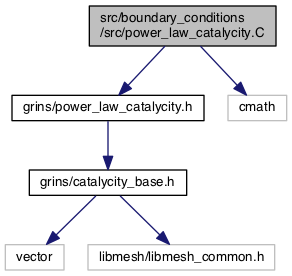 src/boundary_conditions
/src/power_law_catalycity.C
grins/power_law_catalycity.h
cmath
grins/catalycity_base.h
vector
libmesh/libmesh_common.h